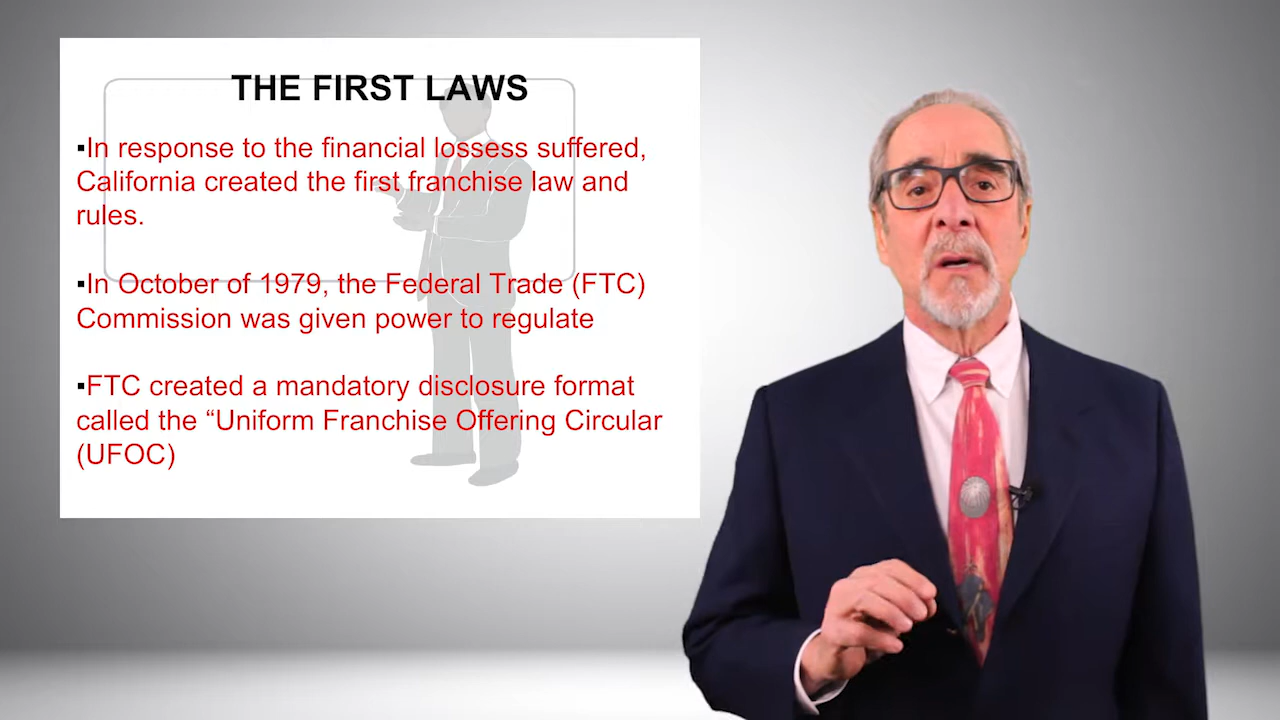 THE FIRST LAWS
▪In response to the financial lossess suffered,
California created the first franchise law and
rules.
▪In October of 1979, the Federal Trade (FTC)
Commission was given power to regulate
▪FTC created a mandatory disclosure format
called the “Uniform Franchise Offering Circular
(UFOC)